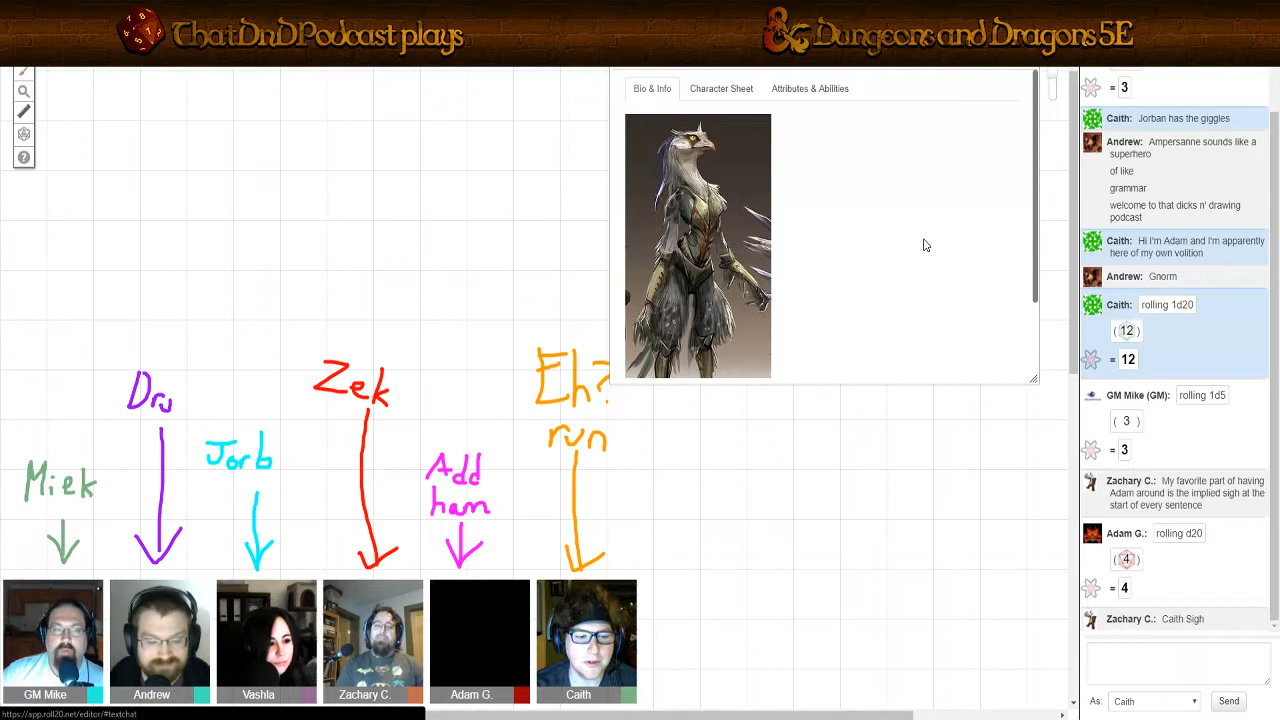 ThatDnDPodcast plays
Dungeons and Dragons 5E
Bio & Info
Character Sheet
Attributes & Abilities
= 3
Caith: Jorban has the giggles
Andrew: Ampersanne sounds like a
superhero
of like
grammar
welcome to that dicks n' drawing
podcast
Caith: Hi I'm Adam and I'm apparently
here of my own volition
Andrew: Gnorm
Caith: rolling 1d20
( 12 )
= 12
GM Mike (GM): rolling 1d5
( 3 )
= 3
Zachary C.: My favorite part of having
Adam around is the implied sigh at the
start of every sentence
Adam G.: rolling d20
( 4 )
= 4
Zachary C.: Caith Sigh
As: Caith
Send
Miek
Dru
Jorb
Zek
Add
ham
Eh?
run
GM Mike
Andrew
Vashla
Zachary C.
Adam G.
Caith
https://app.roll20.net/editor/#textchat